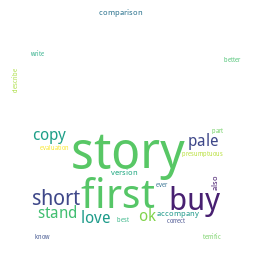 comparison
write
better
describe
copy
story
pale
part
evaluation
presumptuous
version
first
ever
buy
also
short
stand
love
best
ok
accompany
correct
know
terrific